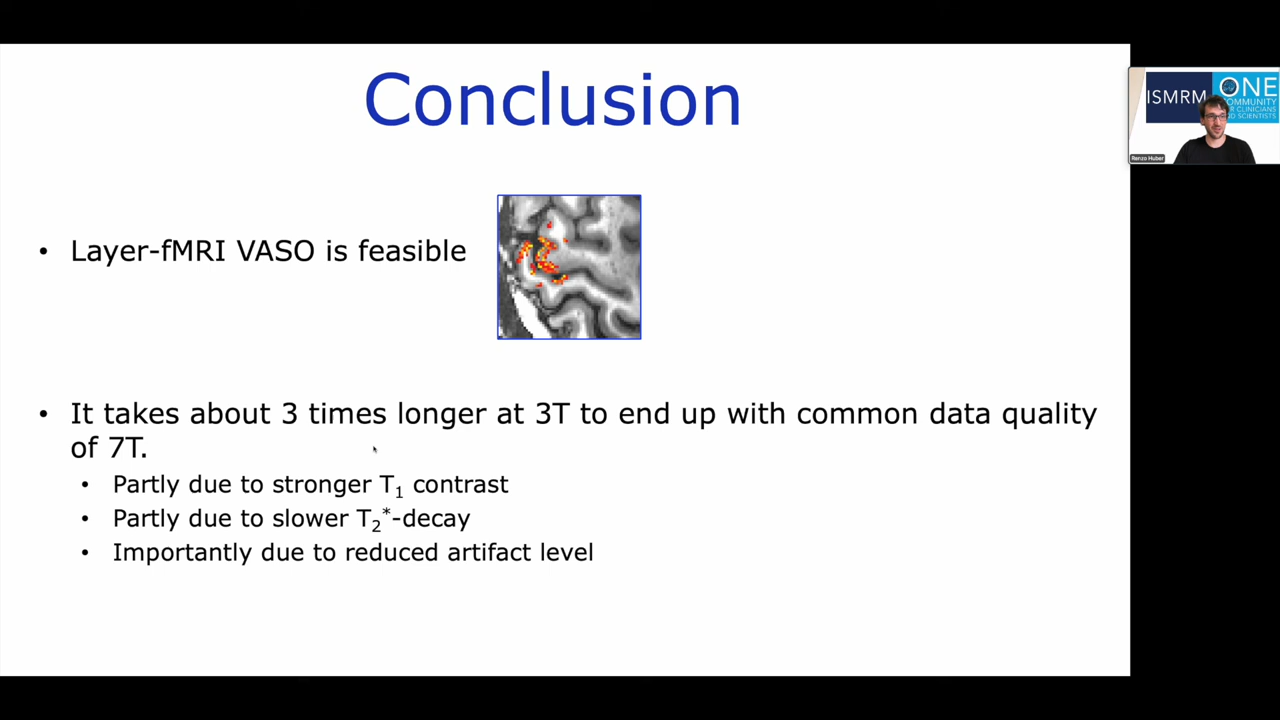 Conclusion
• Layer-fMRI VASO is feasible
• It takes about 3 times longer at 3T to end up with common data quality
of 7T.
• Partly due to stronger T₁ contrast
• Partly due to slower T₂*-decay
• Importantly due to reduced artifact level
ISMRM
ONE
COMMUNITY
FOR CLINICIANS
AND SCIENTISTS
Renzo Huber